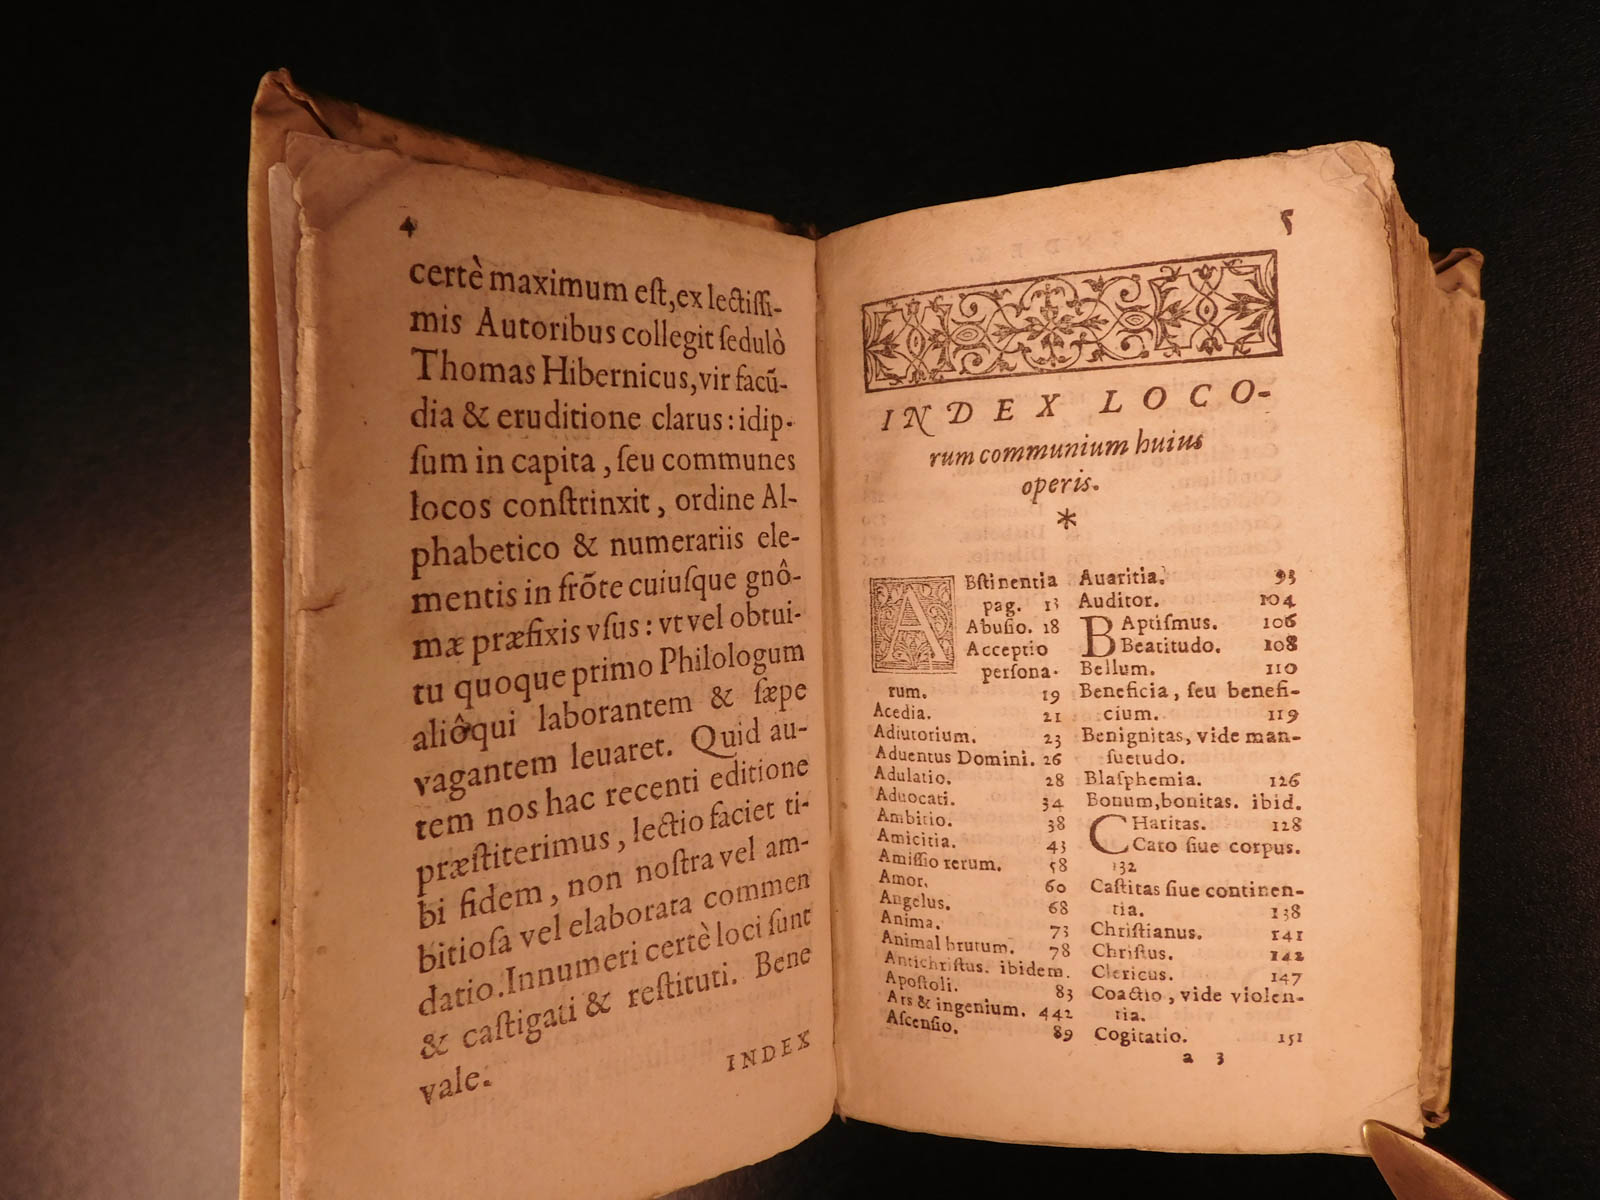 4
certè maximum eſt, ex lectiſſi-
mis Autoribus collegit ſedulò
Thomas Hibernicus, vir facũ-
dia & eruditione clarus: idip-
ſum in capita, ſeu communes
locos conſtrinxit, ordine Al-
phabetico & numerariis ele-
mentis in frõte cuiuſque gnô-
mæ præfixis vſus: vt vel obtui-
tu quoque primo Philologum
aliôqui laborantem & ſæpe
vagantem leuaret. Quid au-
tem nos hac recenti editione
præſtiterimus, lectio faciet ti-
bi fidem, non noſtra vel am-
bitioſa vel elaborata commen
datio. Innumeri certè loci ſunt
& caſtigati & reſtituti. Bene
vale.
INDEX
5
INDEX LOCO-
rum communium huius
operis.
*
ABſtinentia
pag. 13
Abuſio. 18
Acceptio
perſona-
rum. 19
Acedia. 21
Adiutorium. 23
Aduentus Domini. 26
Adulatio. 28
Aduocati. 34
Ambitio. 38
Amicitia. 43
Amiſſio rerum. 58
Amor. 60
Angelus. 68
Anima. 73
Animal brutum. 78
Antichriſtus. ibidem.
Apoſtoli. 83
Ars & ingenium. 442
Aſcenſio. 89
Auaritia. 93
Auditor. 104
BAptiſmus. 106
Beatitudo. 108
Bellum. 110
Beneficia, ſeu benefi-
cium. 119
Benignitas, vide man-
ſuetudo.
Blaſphemia. 126
Bonum, bonitas. ibid.
CHaritas. 128
Caro ſiue corpus.
132
Caſtitas ſiue continen-
tia. 138
Chriſtianus. 141
Chriſtus. 142
Clericus. 147
Coactio, vide violen-
tia.
Cogitatio. 151
a 3